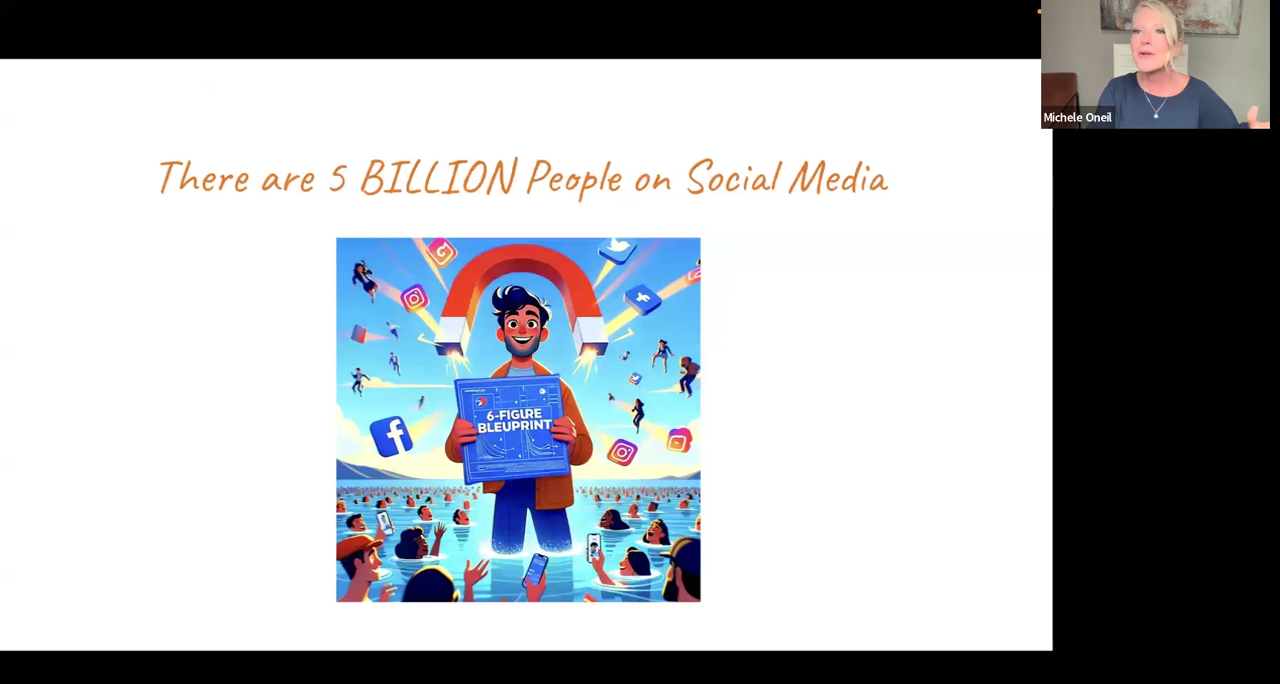 Michele Oneil
There are 5 BILLION People on Social Media
6-FIGURE
BLEUPRINT